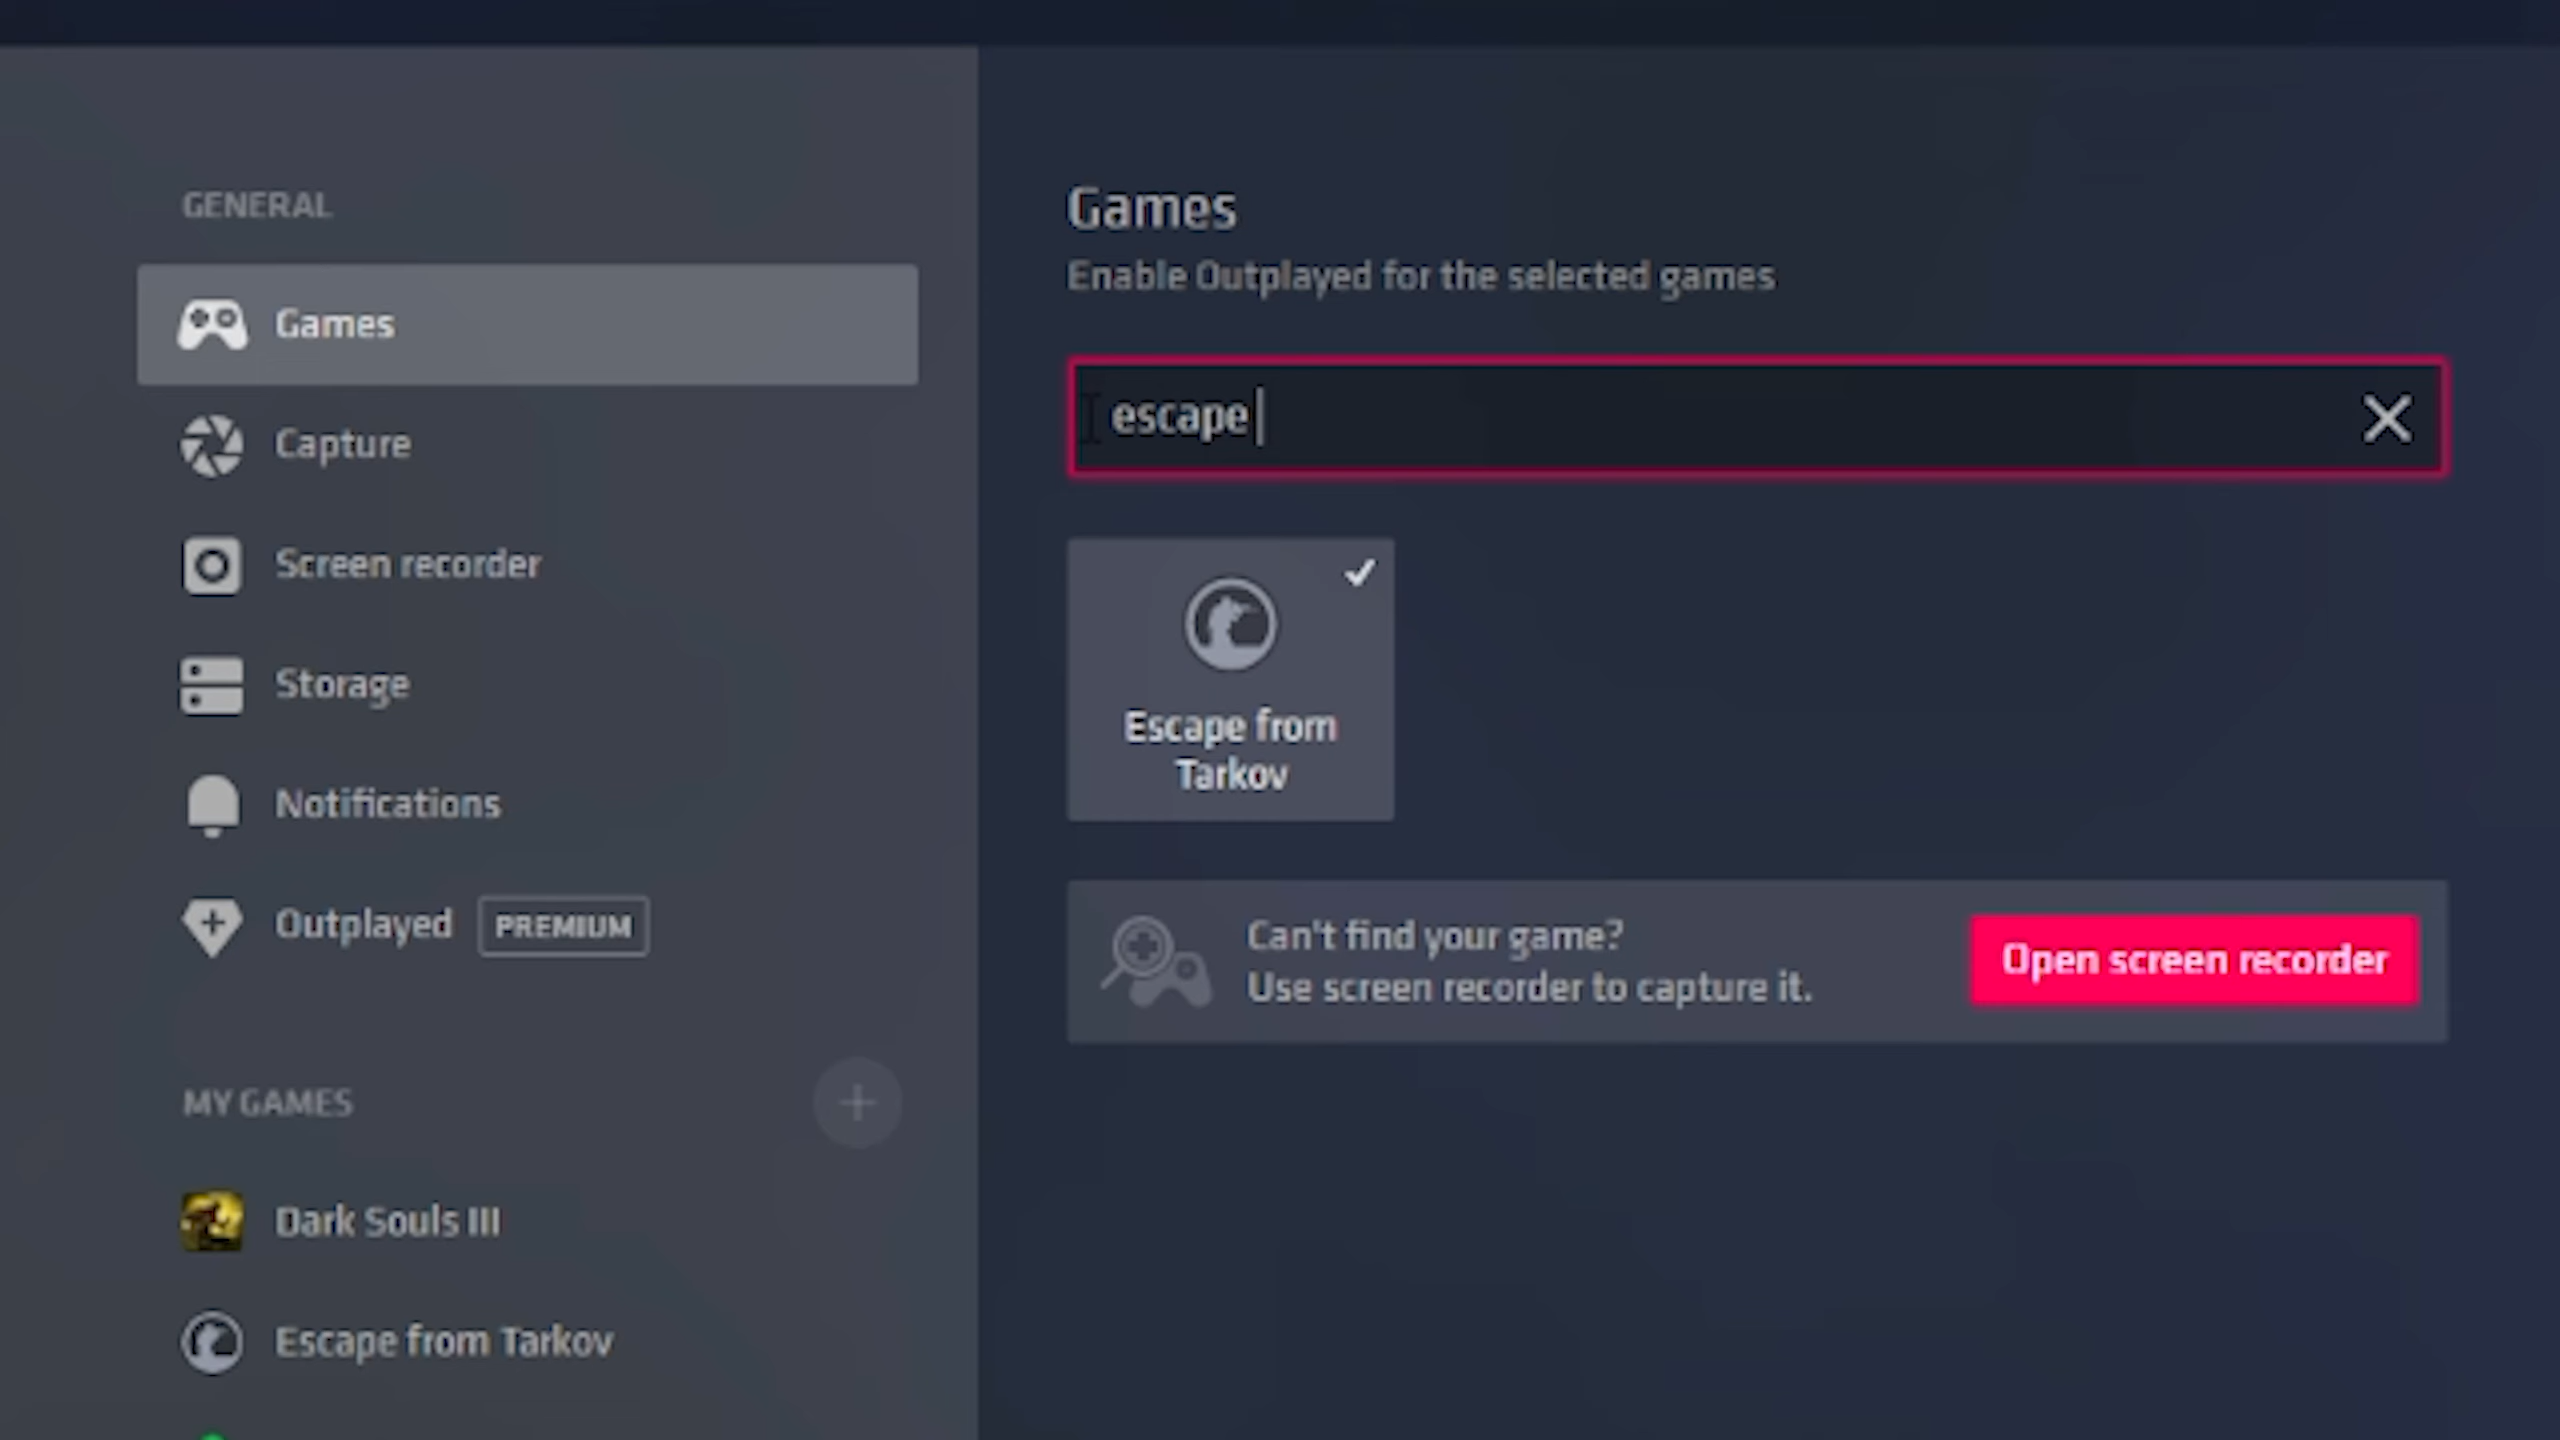 GENERAL
Games
Capture
Screen recorder
Storage
Notifications
Outplayed PREMIUM
MY GAMES
Dark Souls III
Escape from Tarkov
Games
Enable Outplayed for the selected games
escape
Escape from
Tarkov
Can't find your game?
Use screen recorder to capture it.
Open screen recorder